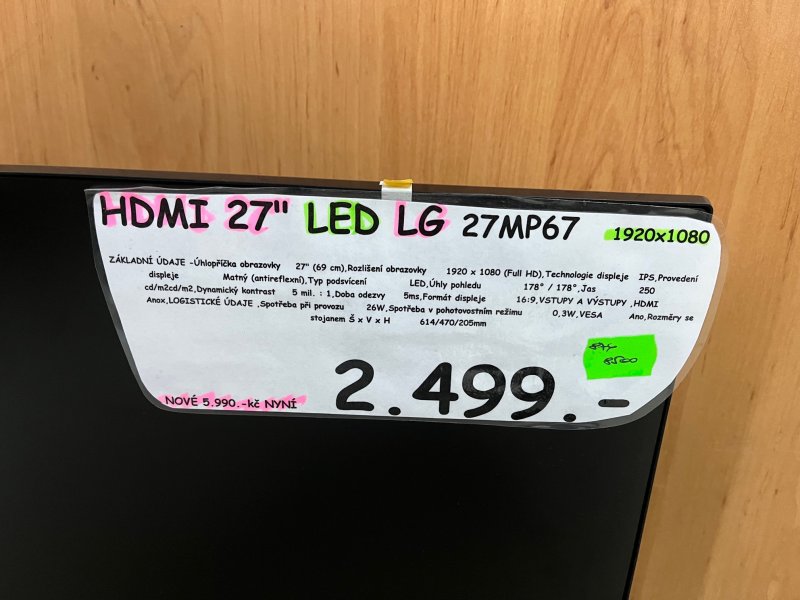 HDMI 27" LED LG 27MP67 1920x1080
ZÁKLADNÍ ÚDAJE -Úhlopříčka obrazovky 27" (69 cm),Rozlišení obrazovky 1920 x 1080 (Full HD),Technologie displeje IPS,Provedení
displeje Matný (antireflexní),Typ podsvícení LED,Úhly pohledu 178° / 178°,Jas 250
cd/m2cd/m2,Dynamický kontrast 5 mil. : 1,Doba odezvy 5ms,Formát displeje 16:9,VSTUPY A VÝSTUPY ,HDMI
Anox,LOGISTICKÉ ÚDAJE ,Spotřeba při provozu 26W,Spotřeba v pohotovostním režimu 0,3W,VESA Ano,Rozměry se
stojanem Š x V x H 614/470/205mm
NOVÉ 5.990.-kč NYNÍ 2.499.-